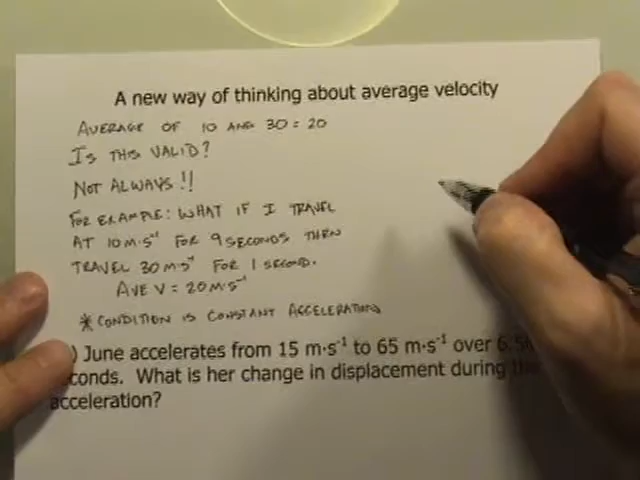 A new way of thinking about average velocity
AVERAGE OF 10 AND 30 = 20
IS THIS VALID?
NOT ALWAYS!!
FOR EXAMPLE: WHAT IF I TRAVEL
AT 10 M·S⁻¹ FOR 9 SECONDS THEN
TRAVEL 30 M·S⁻¹ FOR 1 SECOND.
AVE V = 20 M·S⁻¹
* CONDITION IS CONSTANT ACCELERATION
) June accelerates from 15 m·s⁻¹ to 65 m·s⁻¹ over
conds. What is her change in displacement during
acceleration?